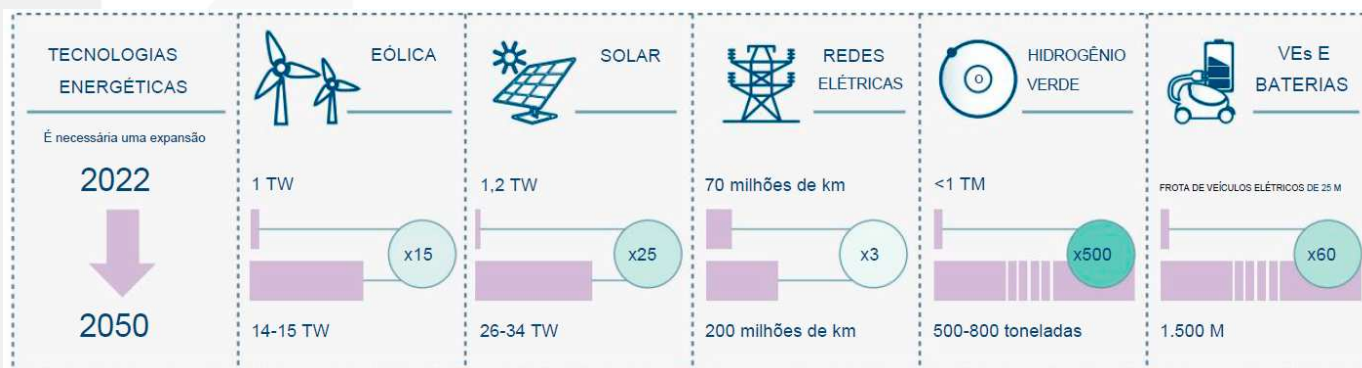 TECNOLOGIAS
ENERGÉTICAS
É necessária uma expansão
2022
2050
EÓLICA
1 TW
x15
14-15 TW
SOLAR
1,2 TW
x25
26-34 TW
REDES
ELÉTRICAS
70 milhões de km
x3
200 milhões de km
HIDROGÊNIO
VERDE
<1 TM
x500
500-800 toneladas
VEs E
BATERIAS
FROTA DE VEÍCULOS ELÉTRICOS DE 25 M
x60
1.500 M